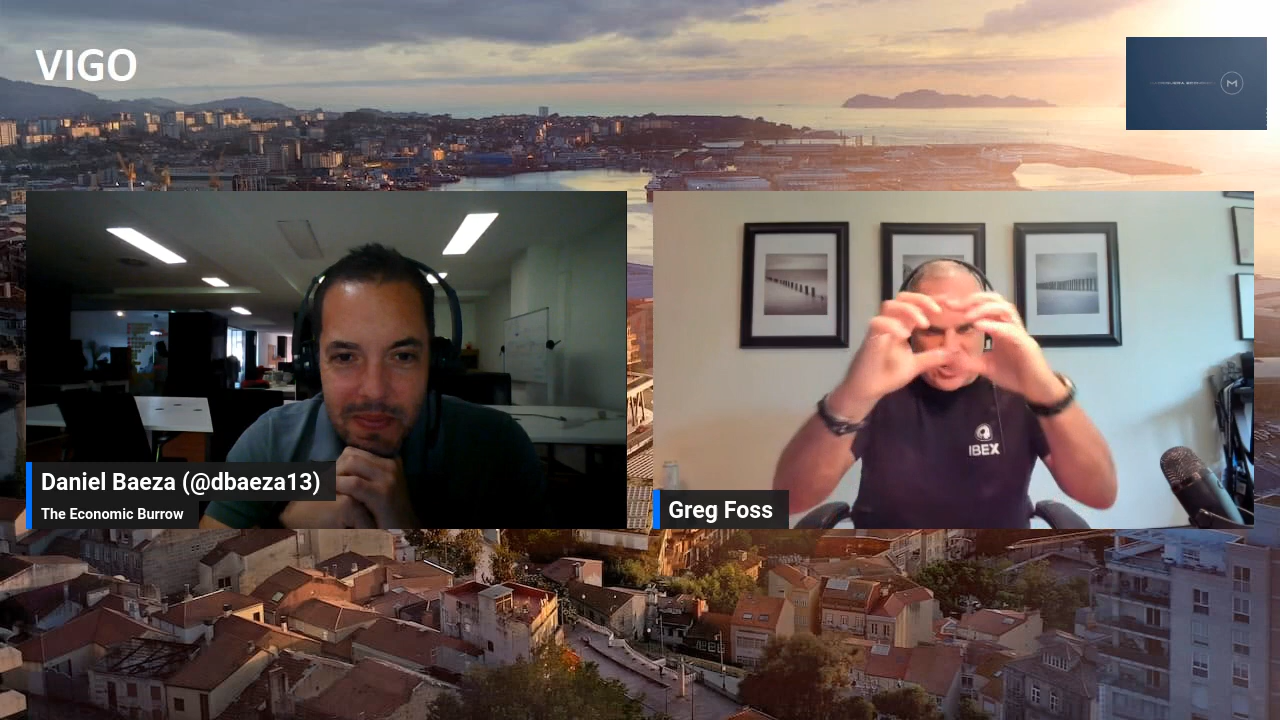 VIGO
Daniel Baeza (@dbaeza13)
The Economic Burrow
IBEX
Greg Foss